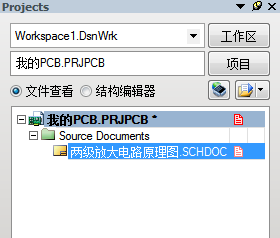 Projects
Workspace1.DsnWrk 工作区
我的PCB.PRJPCB 项目
文件查看 结构编辑器
我的PCB.PRJPCB *
Source Documents
两级放大电路原理图.SCHDOC